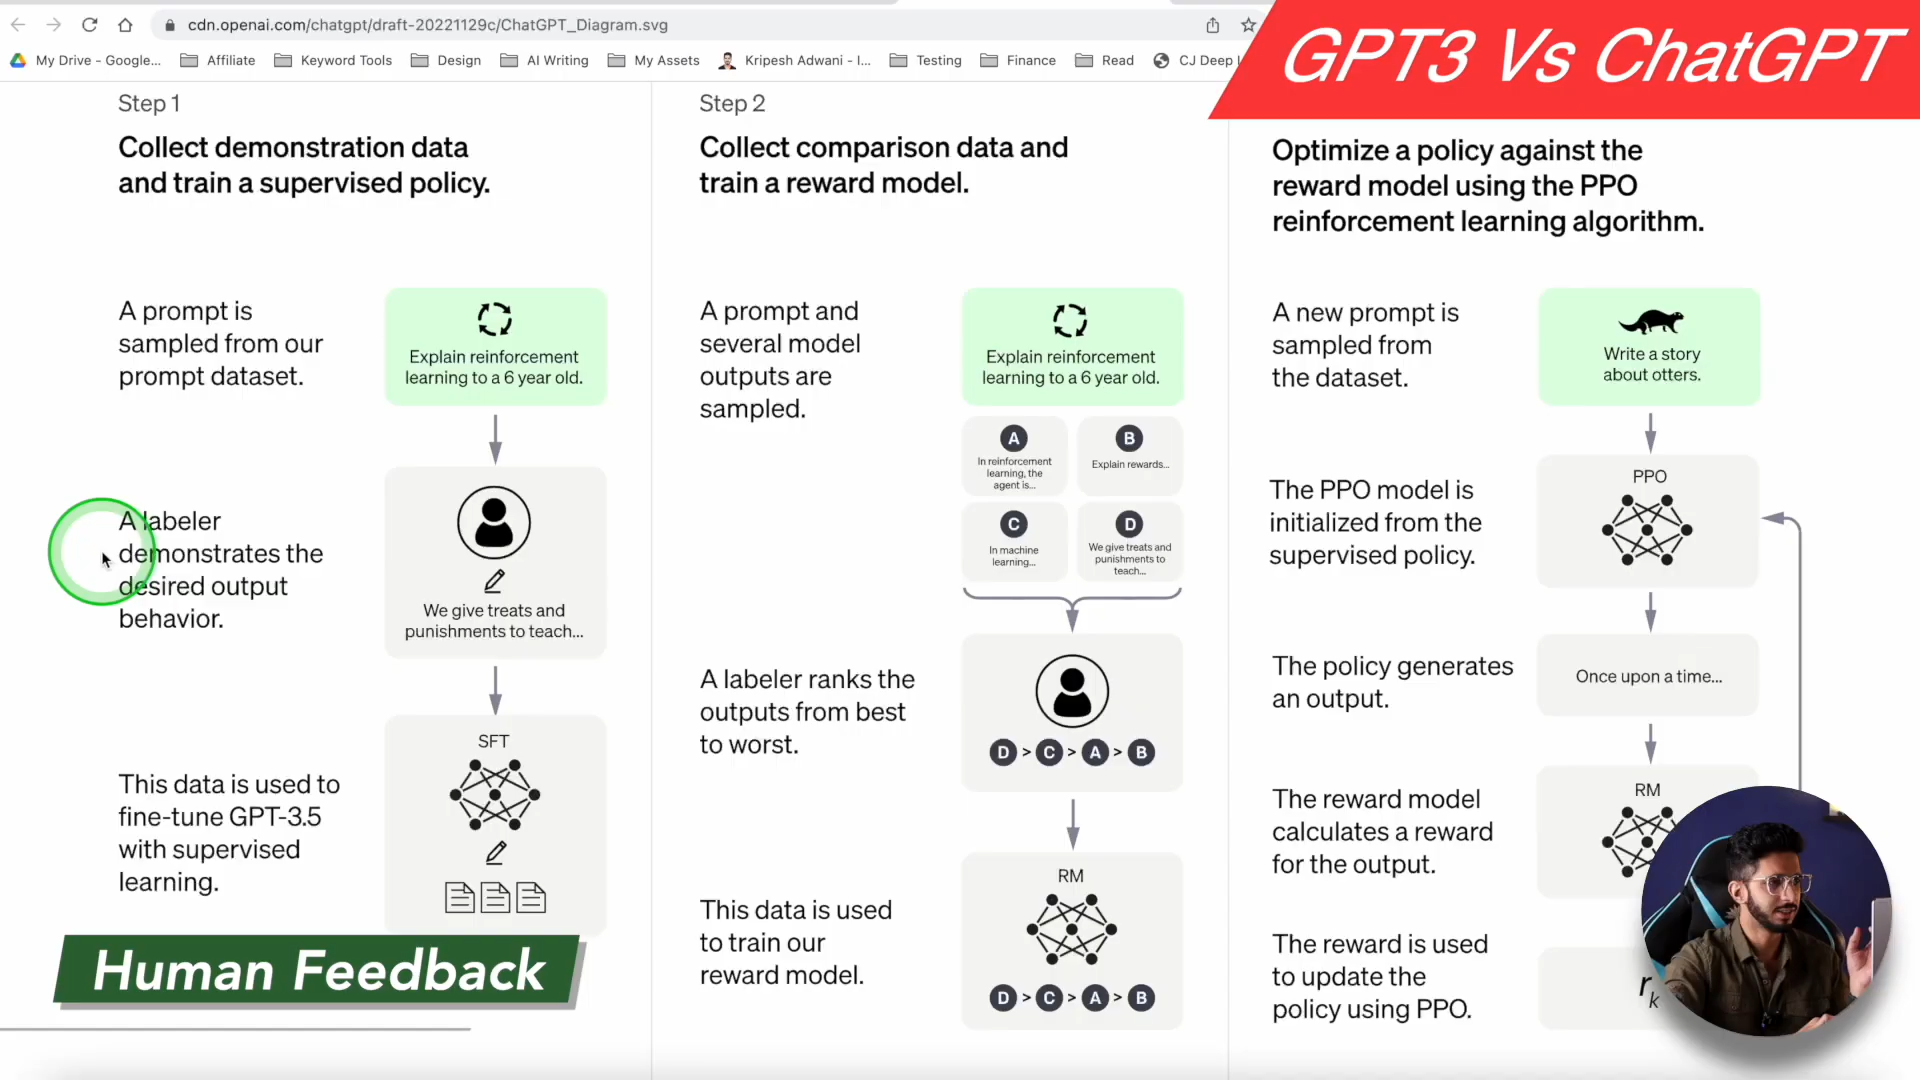 cdn.openai.com/chatgpt/draft-20221129c/ChatGPT_Diagram.svg
My Drive - Google...
Affiliate
Keyword Tools
Design
AI Writing
My Assets
Kripesh Adwani - I...
Testing
Finance
Read
CJ Deep
GPT3 Vs ChatGPT
Step 1
Collect demonstration data
and train a supervised policy.
A prompt is
sampled from our
prompt dataset.
Explain reinforcement
learning to a 6 year old.
A labeler
demonstrates the
desired output
behavior.
We give treats and
punishments to teach...
This data is used to
fine-tune GPT-3.5
with supervised
learning.
SFT
Human Feedback
Step 2
Collect comparison data and
train a reward model.
A prompt and
several model
outputs are
sampled.
Explain reinforcement
learning to a 6 year old.
A
In reinforcement
learning, the
agent is...
B
Explain rewards...
C
In machine
learning...
D
We give treats and
punishments to
teach...
A labeler ranks the
outputs from best
to worst.
D > C > A > B
This data is used
to train our
reward model.
RM
D > C > A > B
Optimize a policy against the
reward model using the PPO
reinforcement learning algorithm.
A new prompt is
sampled from
the dataset.
Write a story
about otters.
The PPO model is
initialized from the
supervised policy.
PPO
The policy generates
an output.
Once upon a time...
The reward model
calculates a reward
for the output.
RM
The reward is used
to update the
policy using PPO.
rk